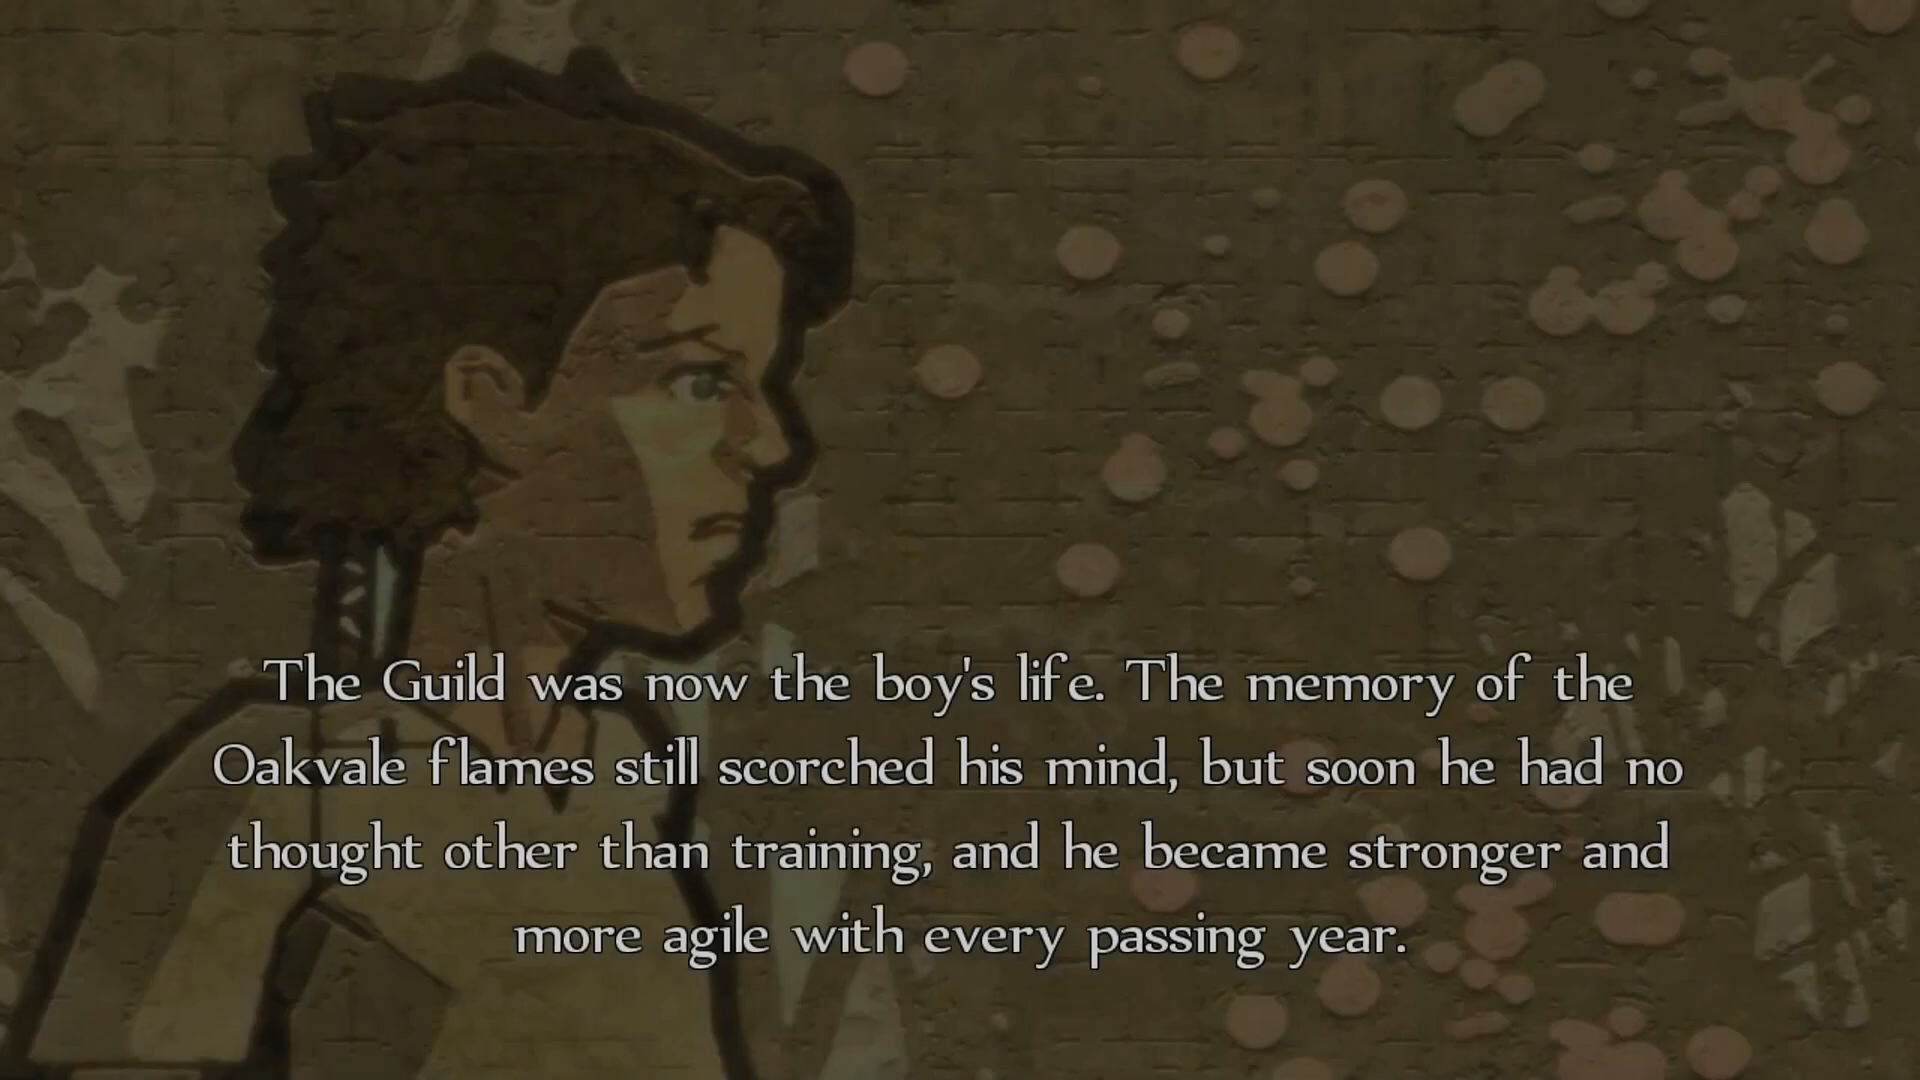 The Guild was now the boy's life. The memory of the
Oakvale flames still scorched his mind, but soon he had no
thought other than training, and he became stronger and
more agile with every passing year.